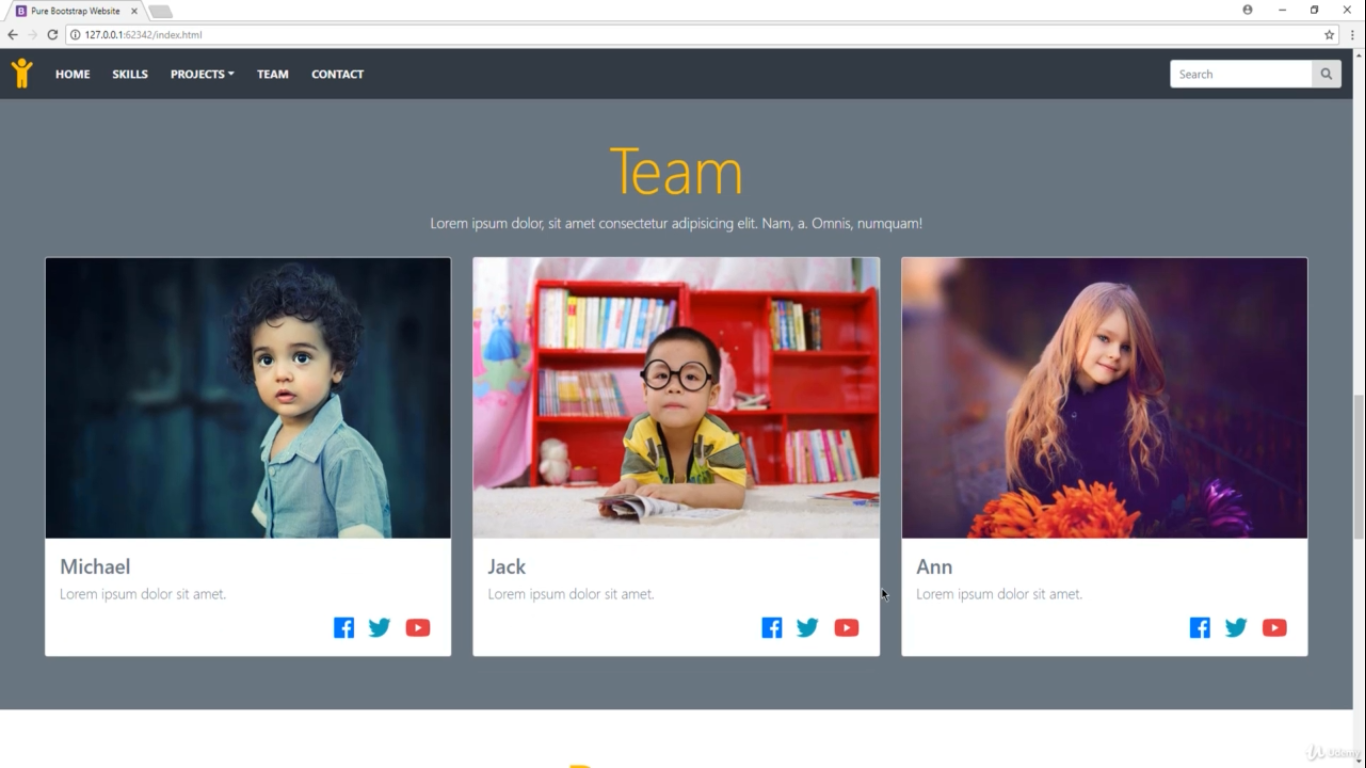 Pure Bootstrap Website
127.0.0.1:62342/index.html
HOME SKILLS PROJECTS TEAM CONTACT
Search
Team
Lorem ipsum dolor, sit amet consectetur adipisicing elit. Nam, a. Omnis, numquam!
Michael
Lorem ipsum dolor sit amet.
Jack
Lorem ipsum dolor sit amet.
Ann
Lorem ipsum dolor sit amet.
Udemy